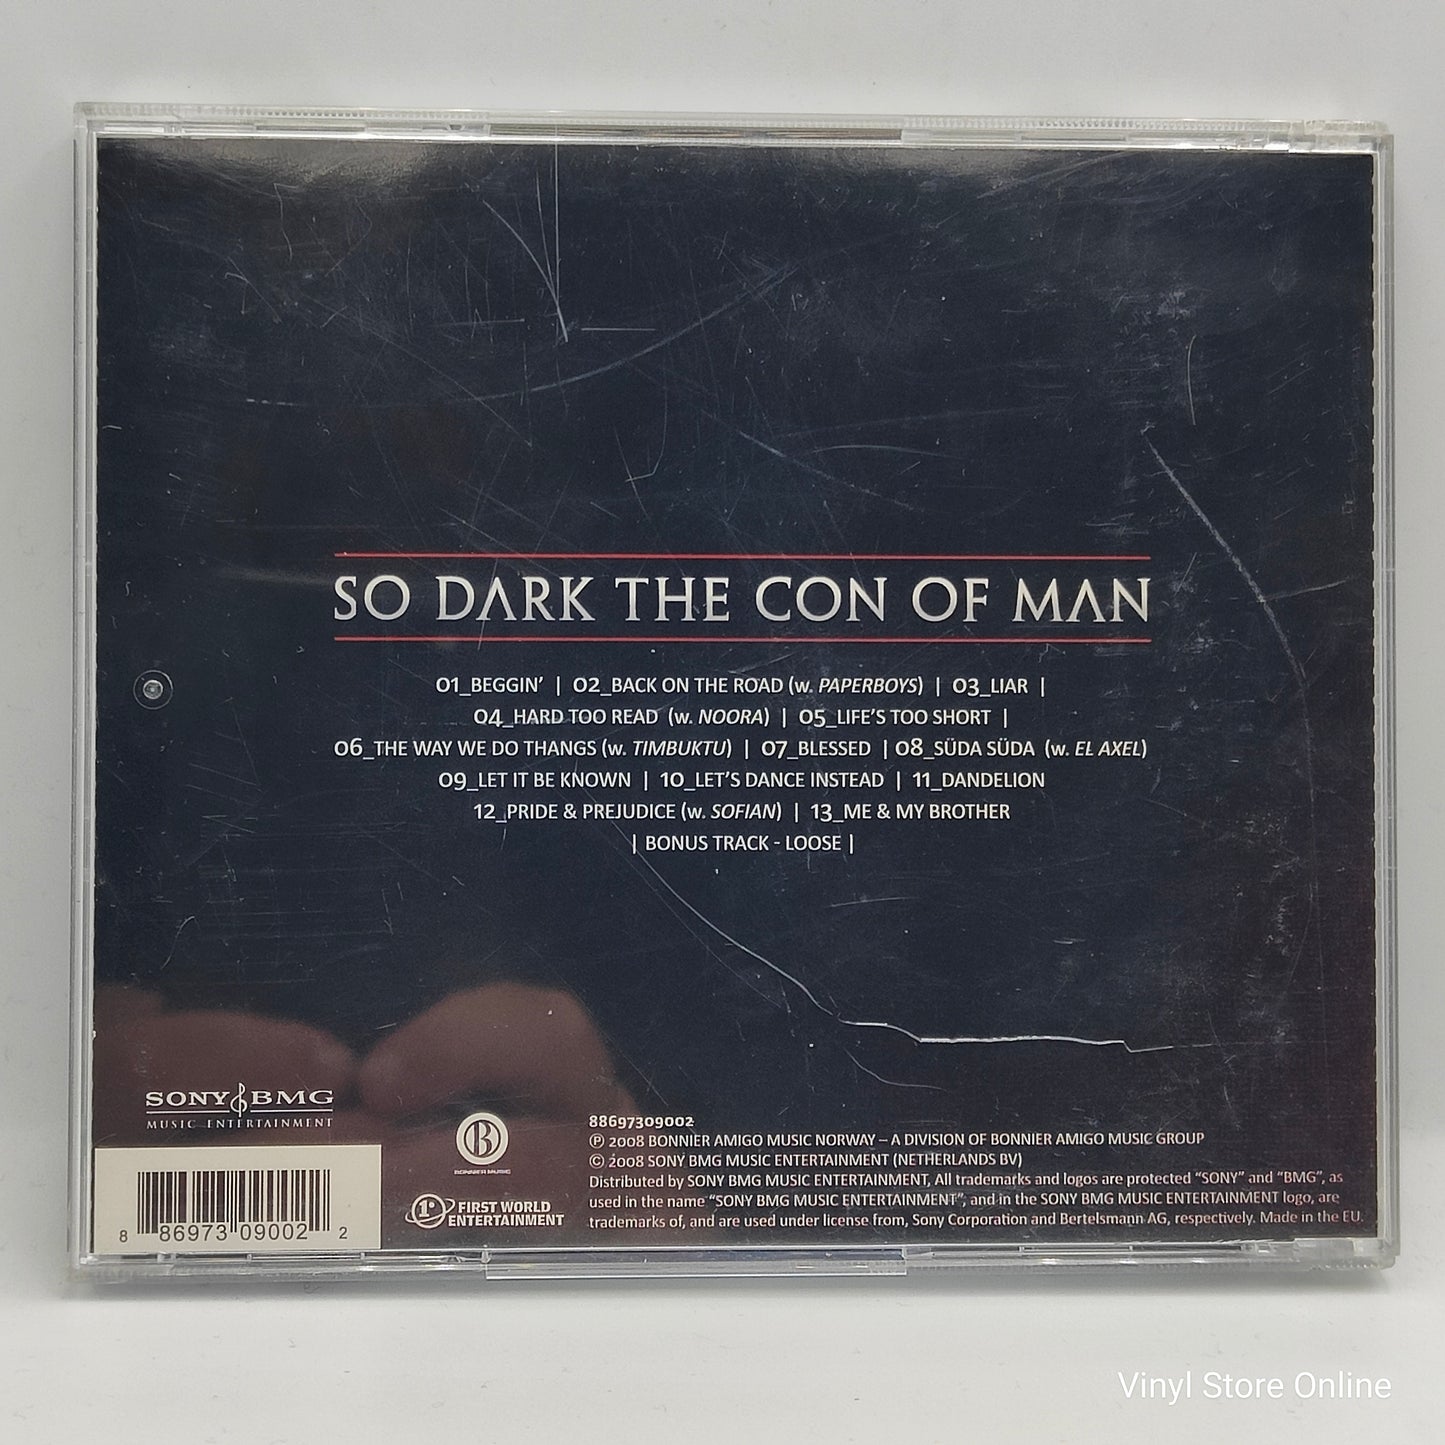 SO DARK THE CON OF MAN
01_BEGGIN' | 02_BACK ON THE ROAD (w. PAPERBOYS) | 03_LIAR |
04_HARD TOO READ (w. NOORA) | 05_LIFE'S TOO SHORT |
06_THE WAY WE DO THANGS (w. TIMBUKTU) | 07_BLESSED | 08_SÜDA SÜDA (w. EL AXEL)
09_LET IT BE KNOWN | 10_LET'S DANCE INSTEAD | 11_DANDELION
12_PRIDE & PREJUDICE (w. SOFIAN) | 13_ME & MY BROTHER
| BONUS TRACK - LOOSE |
SONY BMG
MUSIC ENTERTAINMENT
8 86973 09002 2
B
BONNIER MUSIC
FIRST WORLD
ENTERTAINMENT
88697309002
℗ 2008 BONNIER AMIGO MUSIC NORWAY – A DIVISION OF BONNIER AMIGO MUSIC GROUP
© 2008 SONY BMG MUSIC ENTERTAINMENT (NETHERLANDS BV)
Distributed by SONY BMG MUSIC ENTERTAINMENT, All trademarks and logos are protected "SONY" and "BMG", as
used in the name "SONY BMG MUSIC ENTERTAINMENT", and in the SONY BMG MUSIC ENTERTAINMENT logo, are
trademarks of, and are used under license from, Sony Corporation and Bertelsmann AG, respectively. Made in the EU.
Vinyl Store Online